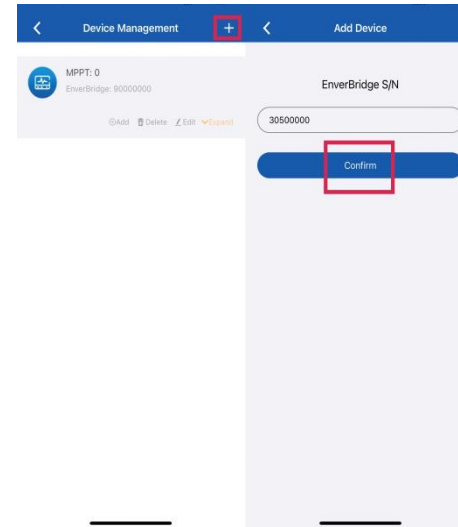 Device Management
+
MPPT: 0
EnverBridge: 90000000
Add Delete Edit Expand
Add Device
EnverBridge S/N
30500000
Confirm